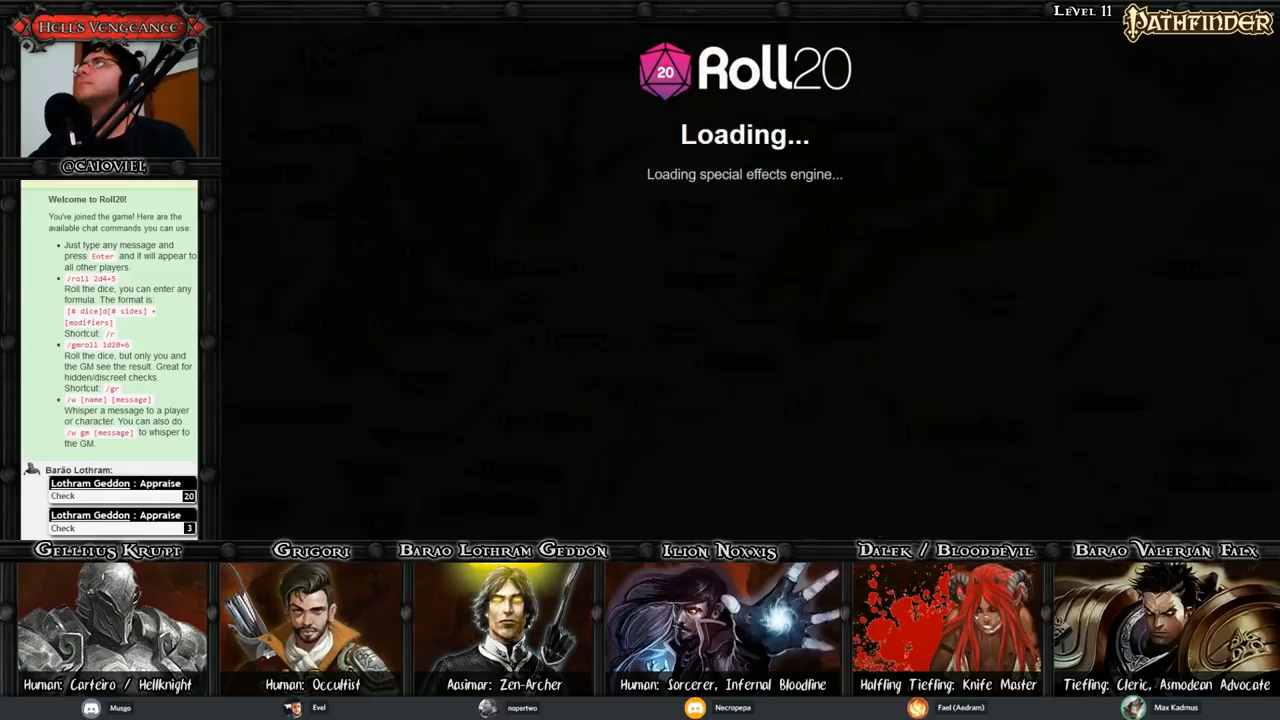 HELL'S VENGEANCE
LEVEL 11
PATHFINDER
20
Roll20
Loading...
Loading special effects engine...
@CAIOVIEL
Welcome to Roll20!
You've joined the game! Here are the
available chat commands you can use:
• Just type any message and
press Enter and it will appear to
all other players.
• /roll 2d4+5
Roll the dice, you can enter any
formula. The format is:
[# dice]d[# sides] +
[modifiers]
Shortcut: /r
• /gmroll 1d20+6
Roll the dice, but only you and
the GM see the result. Great for
hidden/discreet checks.
Shortcut: /gr
• /w [name] [message]
Whisper a message to a player
or character. You can also do
/w gm [message] to whisper to
the GM.
Barão Lothram:
Lothram Geddon : Appraise
Check 20
Lothram Geddon : Appraise
Check 3
GELLIUS KRUPT
GRIGORI
BARAO LOTHRAM GEDDON
ILION NOXXIS
DALEK / BLOODDEVIL
BARAO VALERIAN FALX
Human: Carteiro / Hellknight
Human: Occultist
Aasimar: Zen-Archer
Human: Sorcerer, Infernal Bloodline
Halfling Tiefling: Knife Master
Tiefling: Cleric, Asmodean Advocate
Musgo
Evel
nopertwo
Necropepa
Fael (Aedram)
Max Kadmus